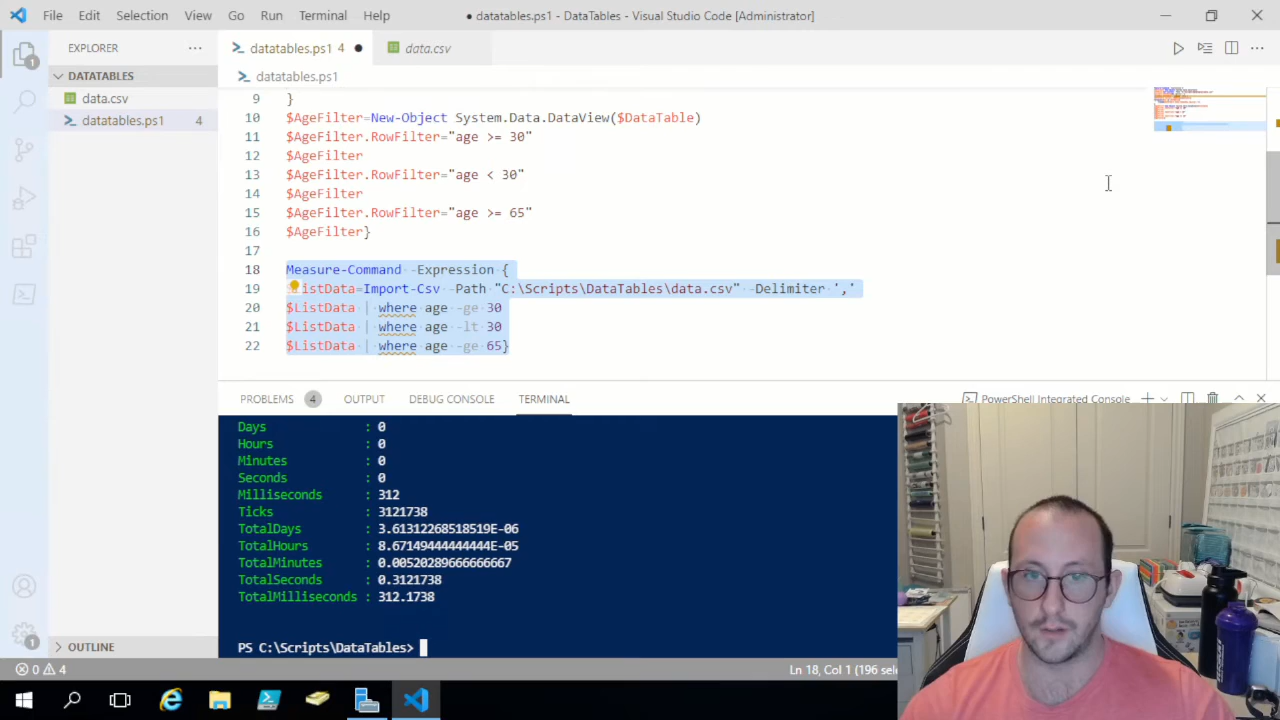 File Edit Selection View Go Run Terminal Help
● datatables.ps1 - DataTables - Visual Studio Code [Administrator]
EXPLORER
datatables.ps1 4 ●
data.csv
DATATABLES
data.csv
datatables.ps1 4
datatables.ps1
9 }
10 $AgeFilter=New-Object System.Data.DataView($DataTable)
11 $AgeFilter.RowFilter="age >= 30"
12 $AgeFilter
13 $AgeFilter.RowFilter="age < 30"
14 $AgeFilter
15 $AgeFilter.RowFilter="age >= 65"
16 $AgeFilter}
17
18 Measure-Command -Expression {
19 istData=Import-Csv -Path "C:\Scripts\DataTables\data.csv" -Delimiter ','
20 $ListData | where age -ge 30
21 $ListData | where age -lt 30
22 $ListData | where age -ge 65}
PROBLEMS 4 OUTPUT DEBUG CONSOLE TERMINAL
PowerShell Integrated Console
Days : 0
Hours : 0
Minutes : 0
Seconds : 0
Milliseconds : 312
Ticks : 3121738
TotalDays : 3.61312268518519E-06
TotalHours : 8.67149444444444E-05
TotalMinutes : 0.00520289666666667
TotalSeconds : 0.3121738
TotalMilliseconds : 312.1738
PS C:\Scripts\DataTables>
1
1
OUTLINE
0 4
Ln 18, Col 1 (196 sele